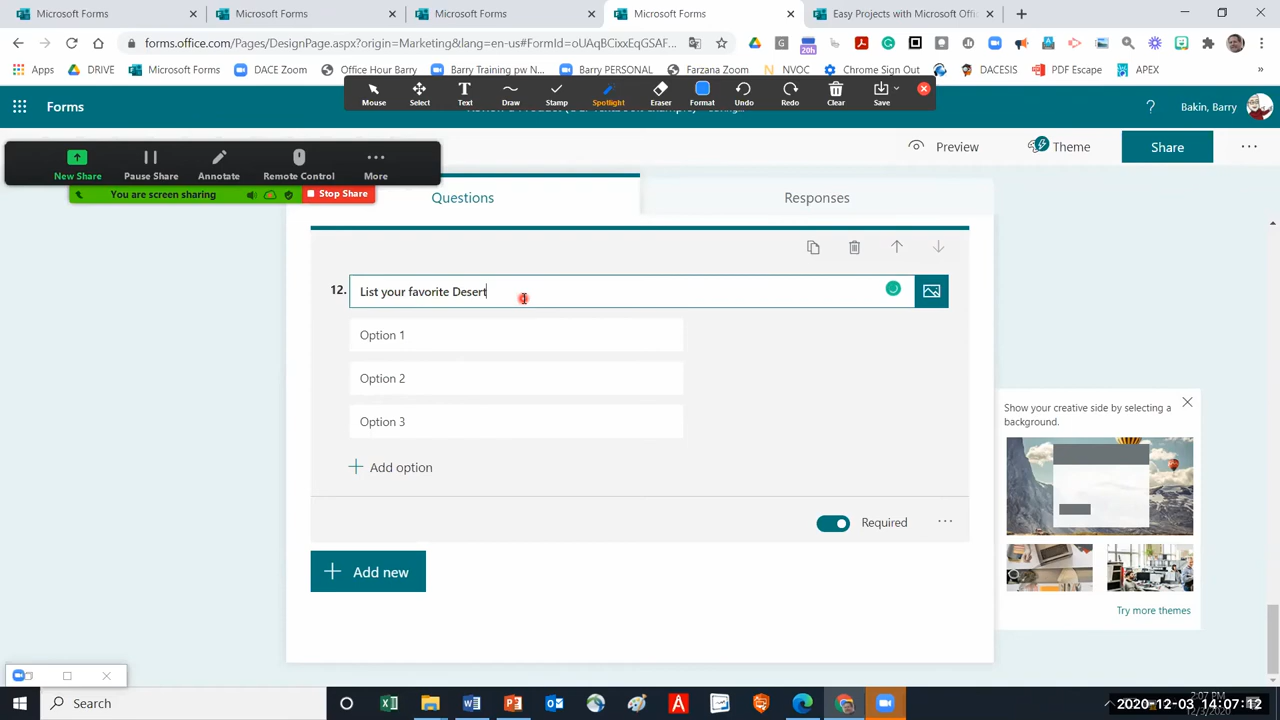 Microsoft Forms
Microsoft Forms
Microsoft Forms
Microsoft Forms
Easy Projects with Microsoft Offi
forms.office.com/Pages/DesignPage.aspx?origin=Marketing&lang=en-us#FormId=oUAqBCixxEqGSAF...
Apps
DRIVE
Microsoft Forms
DACE Zoom
Office Hour Barry
Barry Training pw N...
Barry PERSONAL
Farzana Zoom
NVOC
Chrome Sign Out
DACESIS
PDF Escape
APEX
»
20h
Mouse
Select
Text
Draw
Stamp
Spotlight
Eraser
Format
Undo
Redo
Clear
Save
Forms
?
Bakin, Barry
New Share
Pause Share
Annotate
Remote Control
More
You are screen sharing
Stop Share
Preview
Theme
Share
Questions
Responses
12.
List your favorite Desert
Option 1
Option 2
Option 3
Add option
Required
Add new
Show your creative side by selecting a
background.
Try more themes
Search
2020-12-03 14:07:12